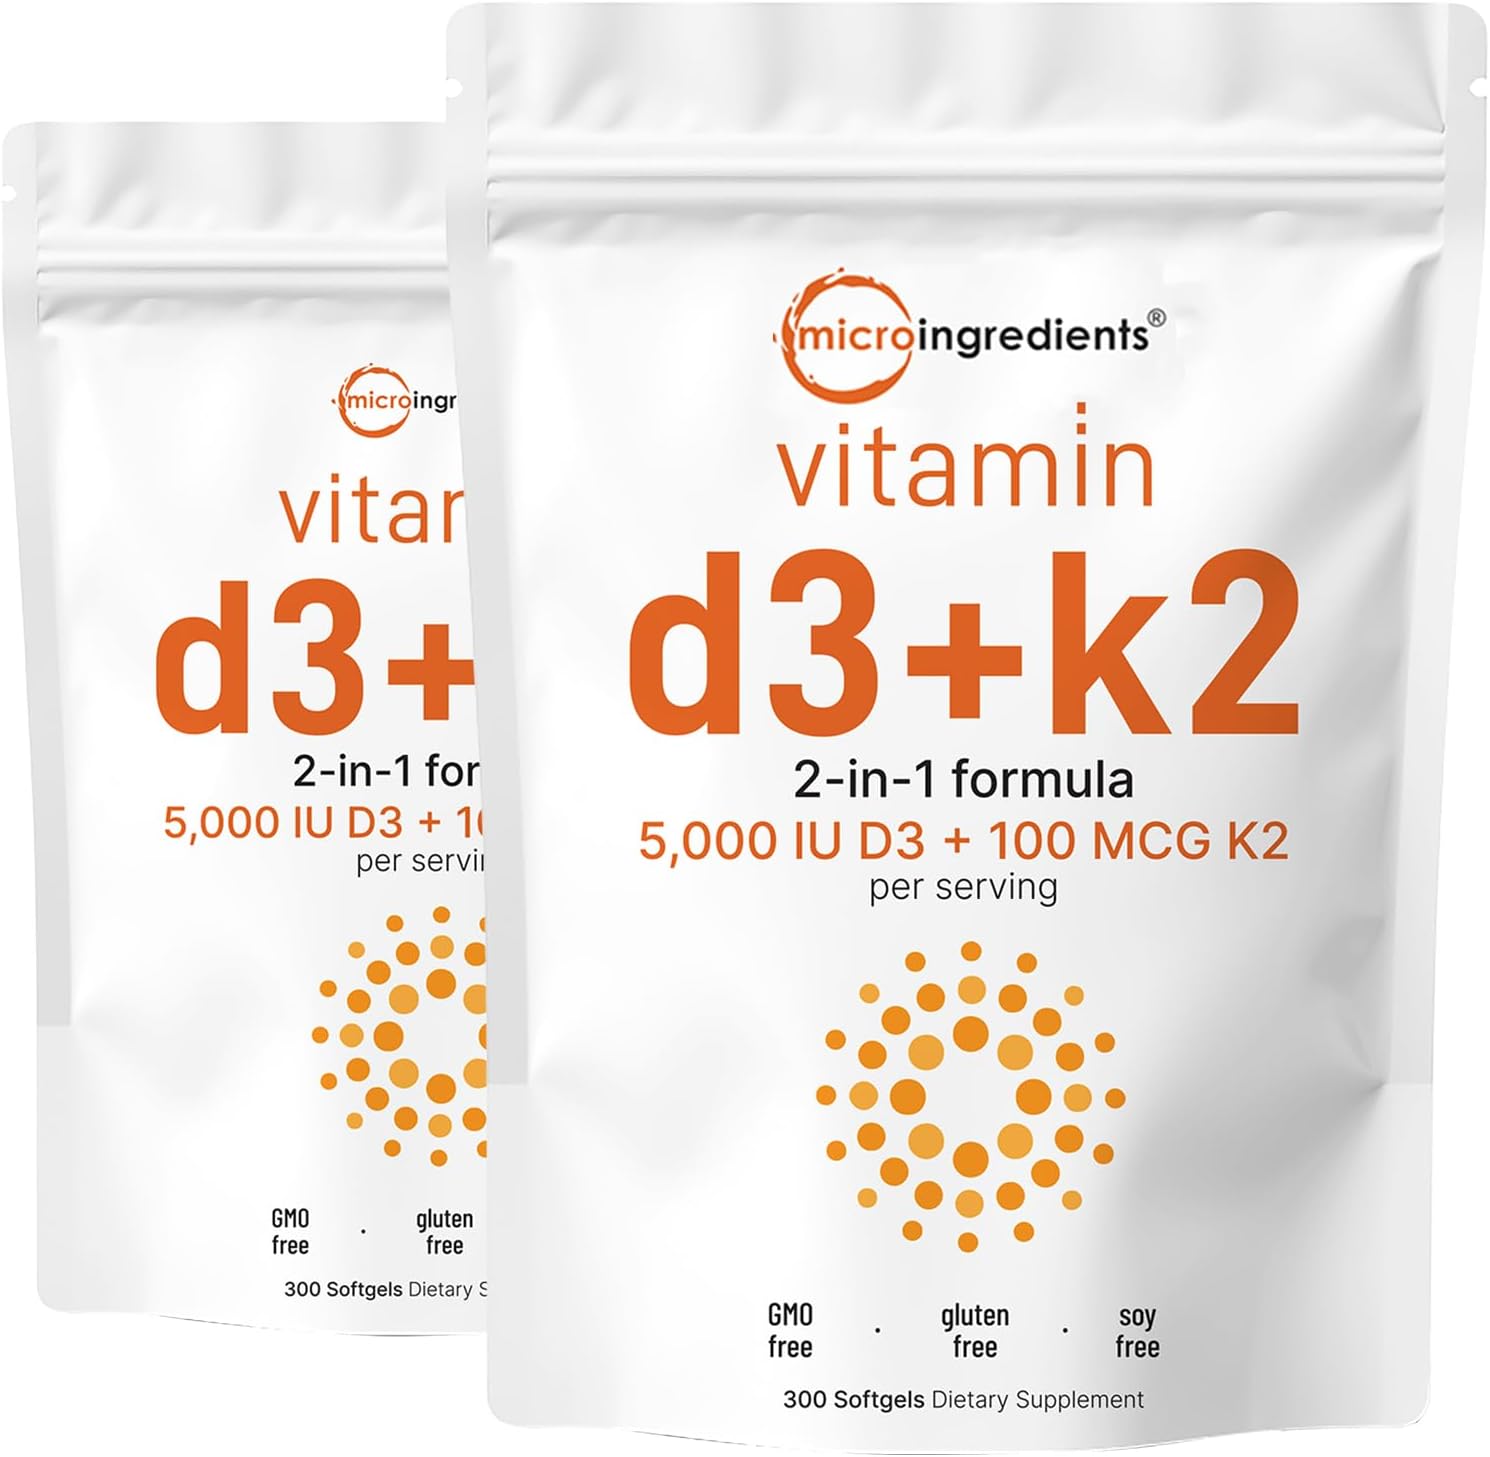 microingr
vitar
d3+
2-in-1 for
5,000 IU D3 + 10
per servin
GMO
free
·
gluten
free
300 Softgels Dietary S
microingredients®
vitamin
d3+k2
2-in-1 formula
5,000 IU D3 + 100 MCG K2
per serving
GMO
free
·
gluten
free
·
soy
free
300 Softgels Dietary Supplement